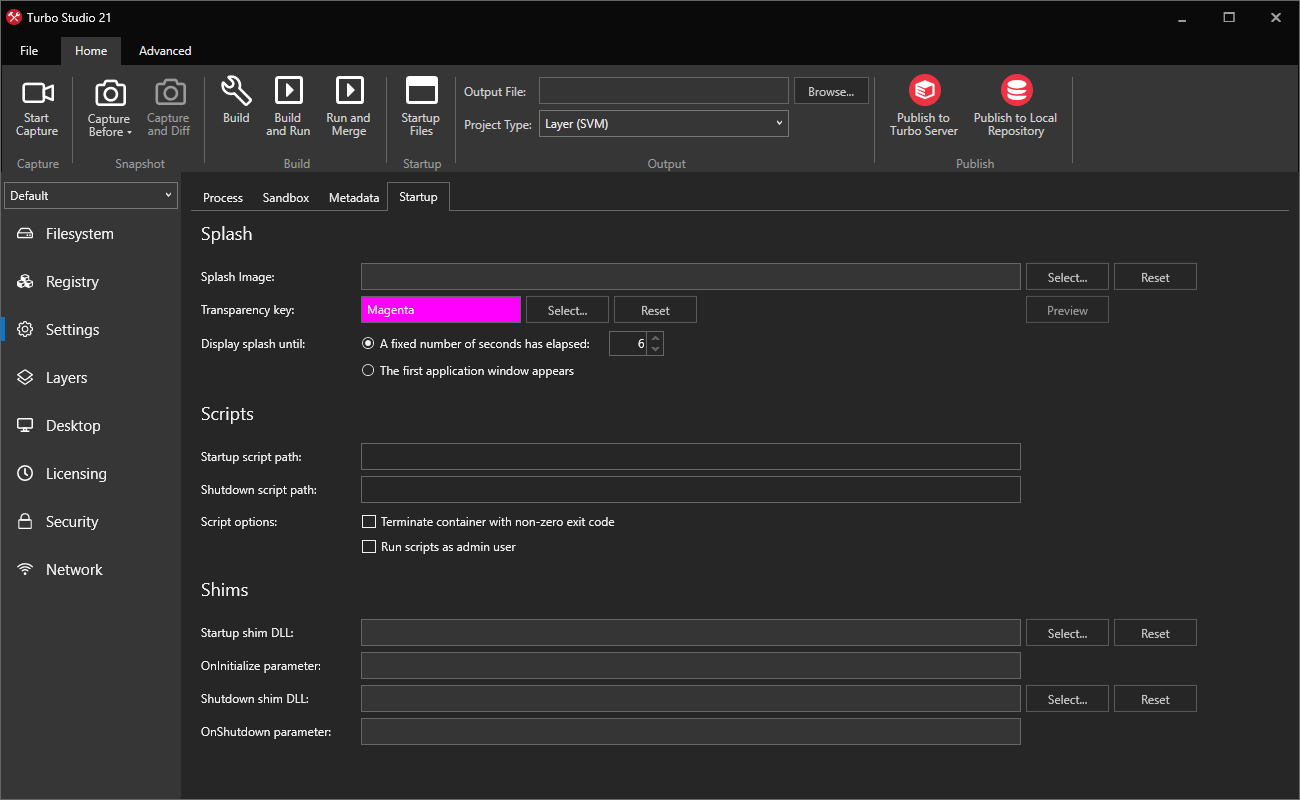 Turbo Studio 21
File Home Advanced
Start Capture
Capture Before
Capture and Diff
Build
Build and Run
Run and Merge
Startup Files
Output File:
Browse...
Project Type: Layer (SVM)
Publish to Turbo Server
Publish to Local Repository
Capture Snapshot Build Startup Output Publish
Default
Filesystem
Registry
Settings
Layers
Desktop
Licensing
Security
Network
Process Sandbox Metadata Startup
Splash
Splash Image: Select... Reset
Transparency key: Magenta Select... Reset Preview
Display splash until: A fixed number of seconds has elapsed: 6
The first application window appears
Scripts
Startup script path:
Shutdown script path:
Script options: Terminate container with non-zero exit code
Run scripts as admin user
Shims
Startup shim DLL: Select... Reset
OnInitialize parameter:
Shutdown shim DLL: Select... Reset
OnShutdown parameter: